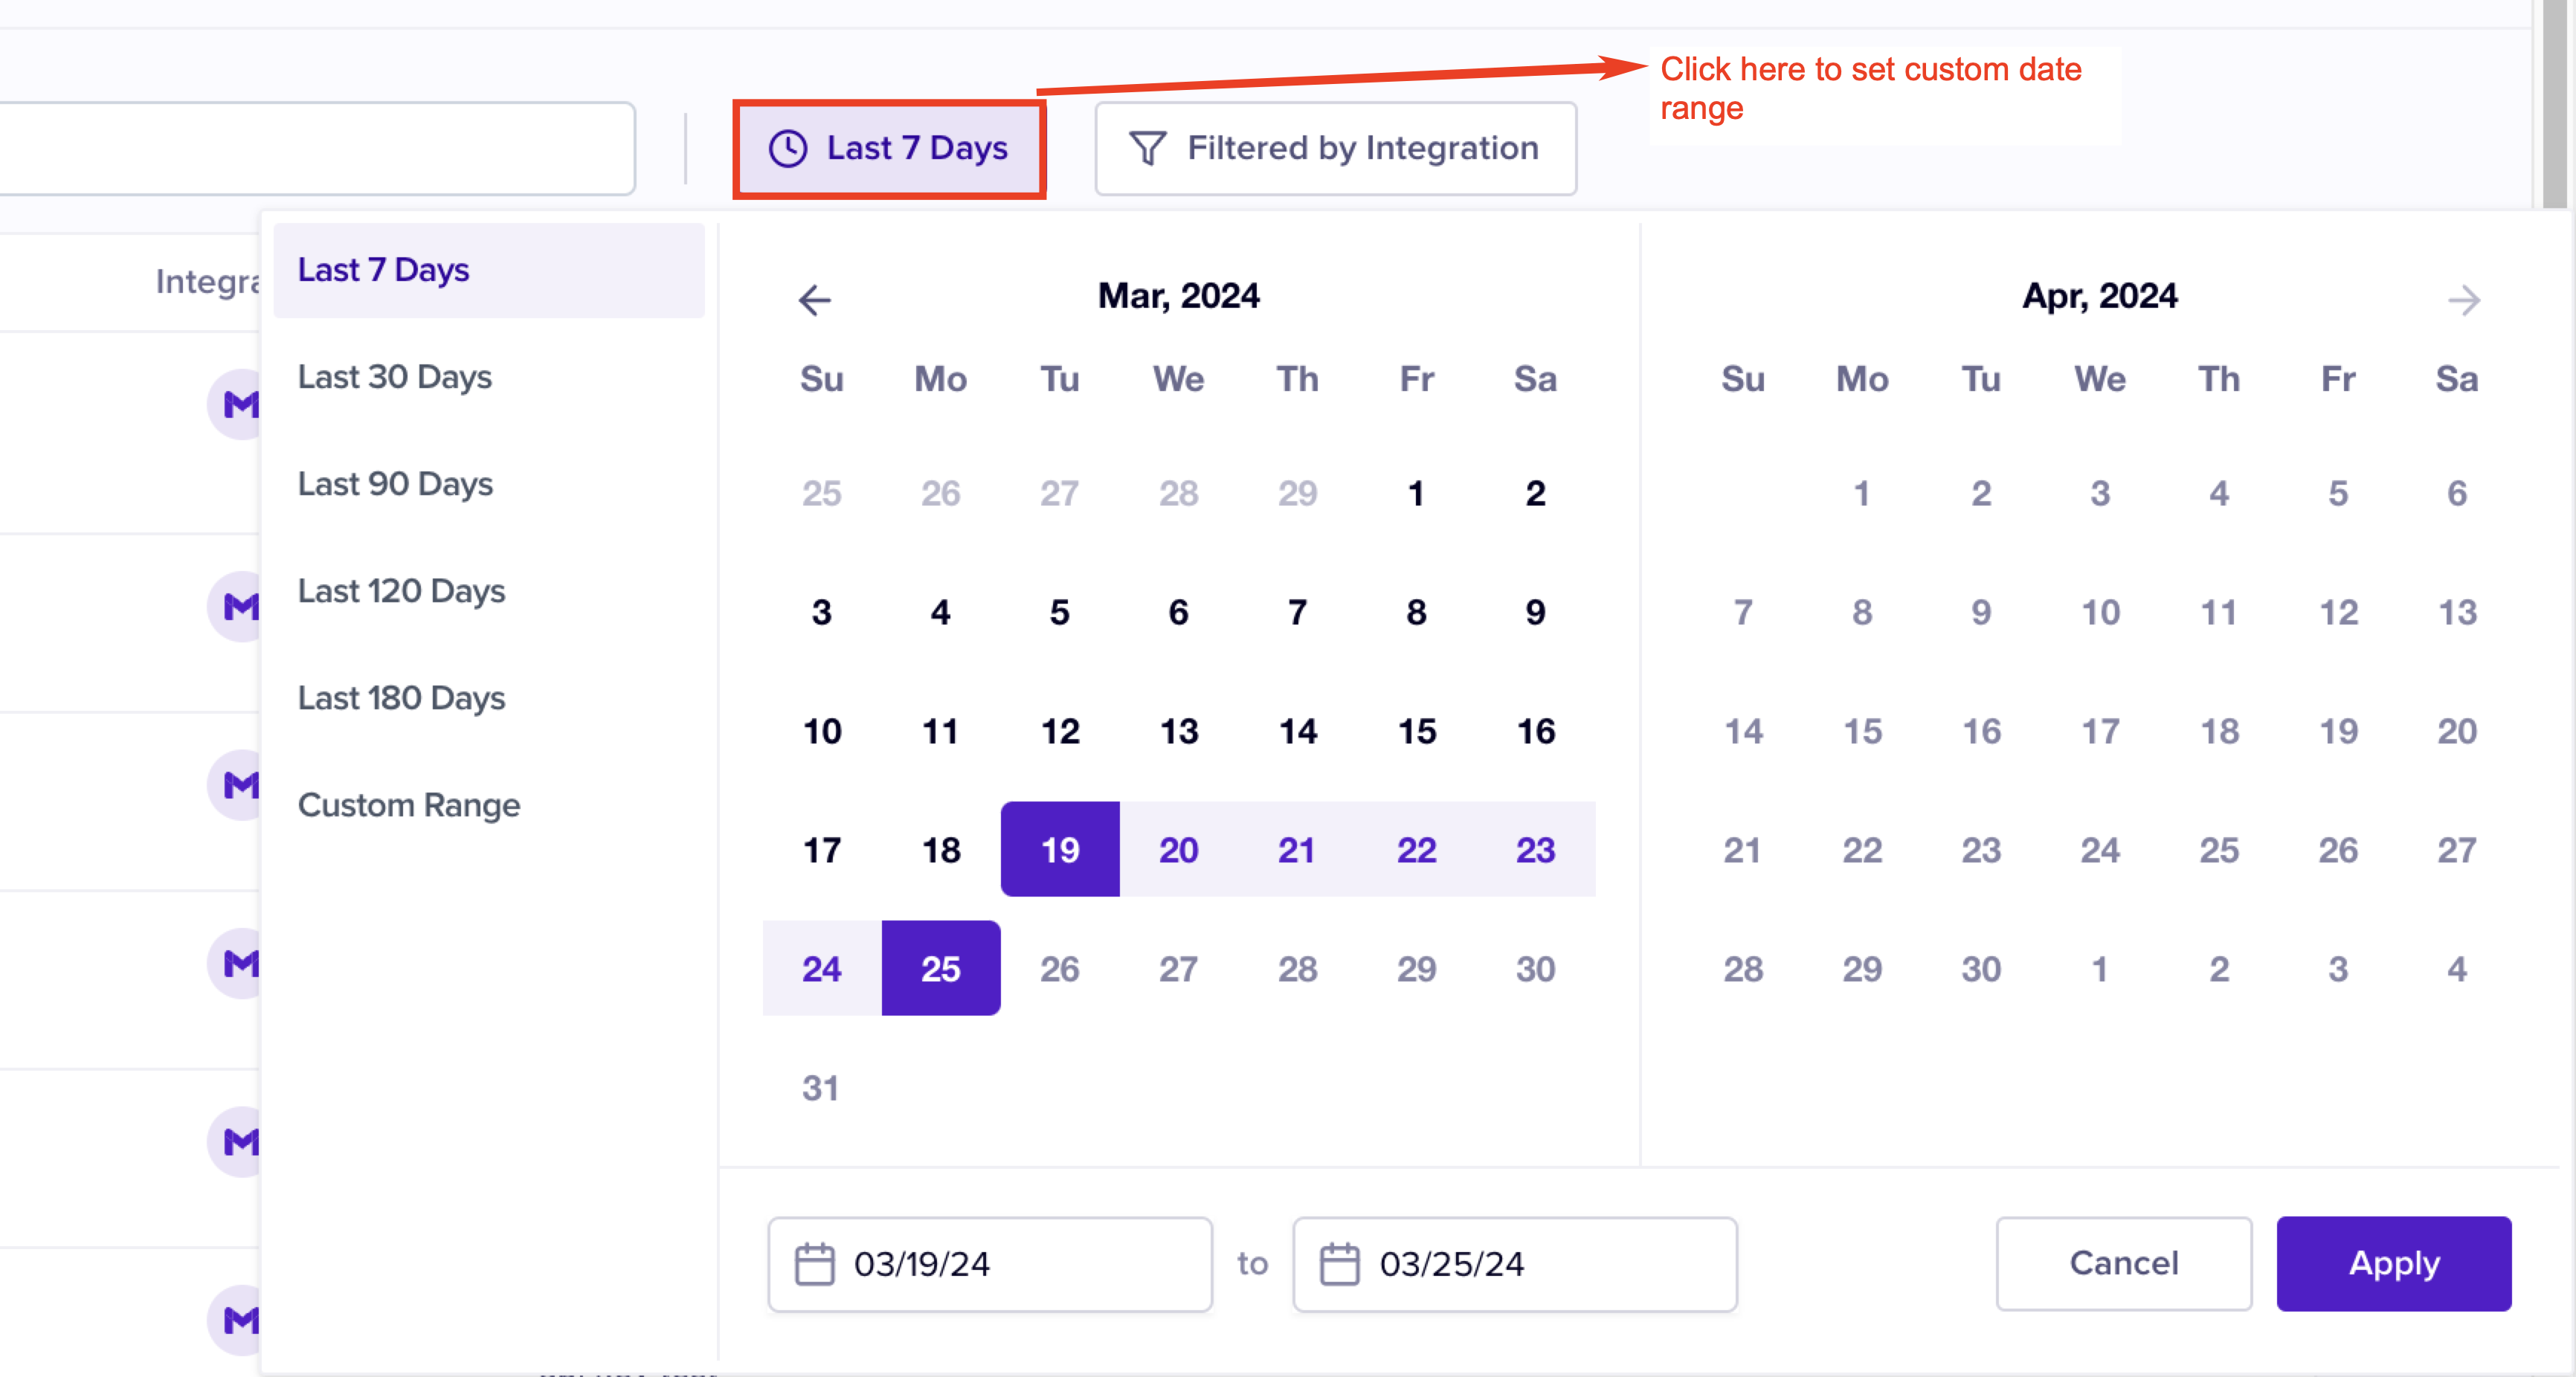 Click here to set custom date
range
Last 7 Days
Filtered by Integration
Integra
Last 7 Days
Last 30 Days
Last 90 Days
Last 120 Days
Last 180 Days
Custom Range
Mar, 2024
Su Mo Tu We Th Fr Sa
25 26 27 28 29 1 2
3 4 5 6 7 8 9
10 11 12 13 14 15 16
17 18 19 20 21 22 23
24 25 26 27 28 29 30
31
Apr, 2024
Su Mo Tu We Th Fr Sa
1 2 3 4 5 6
7 8 9 10 11 12 13
14 15 16 17 18 19 20
21 22 23 24 25 26 27
28 29 30 1 2 3 4
03/19/24 to 03/25/24
Cancel
Apply